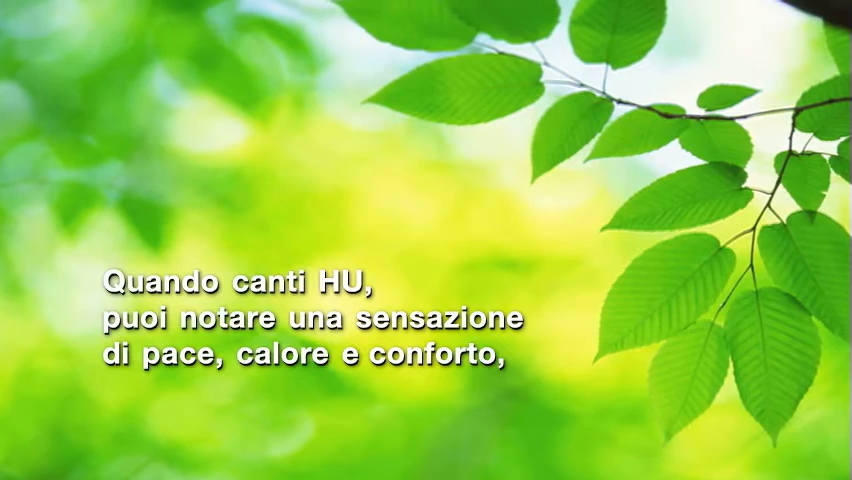 Quando canti HU,
puoi notare una sensazione
di pace, calore e conforto,